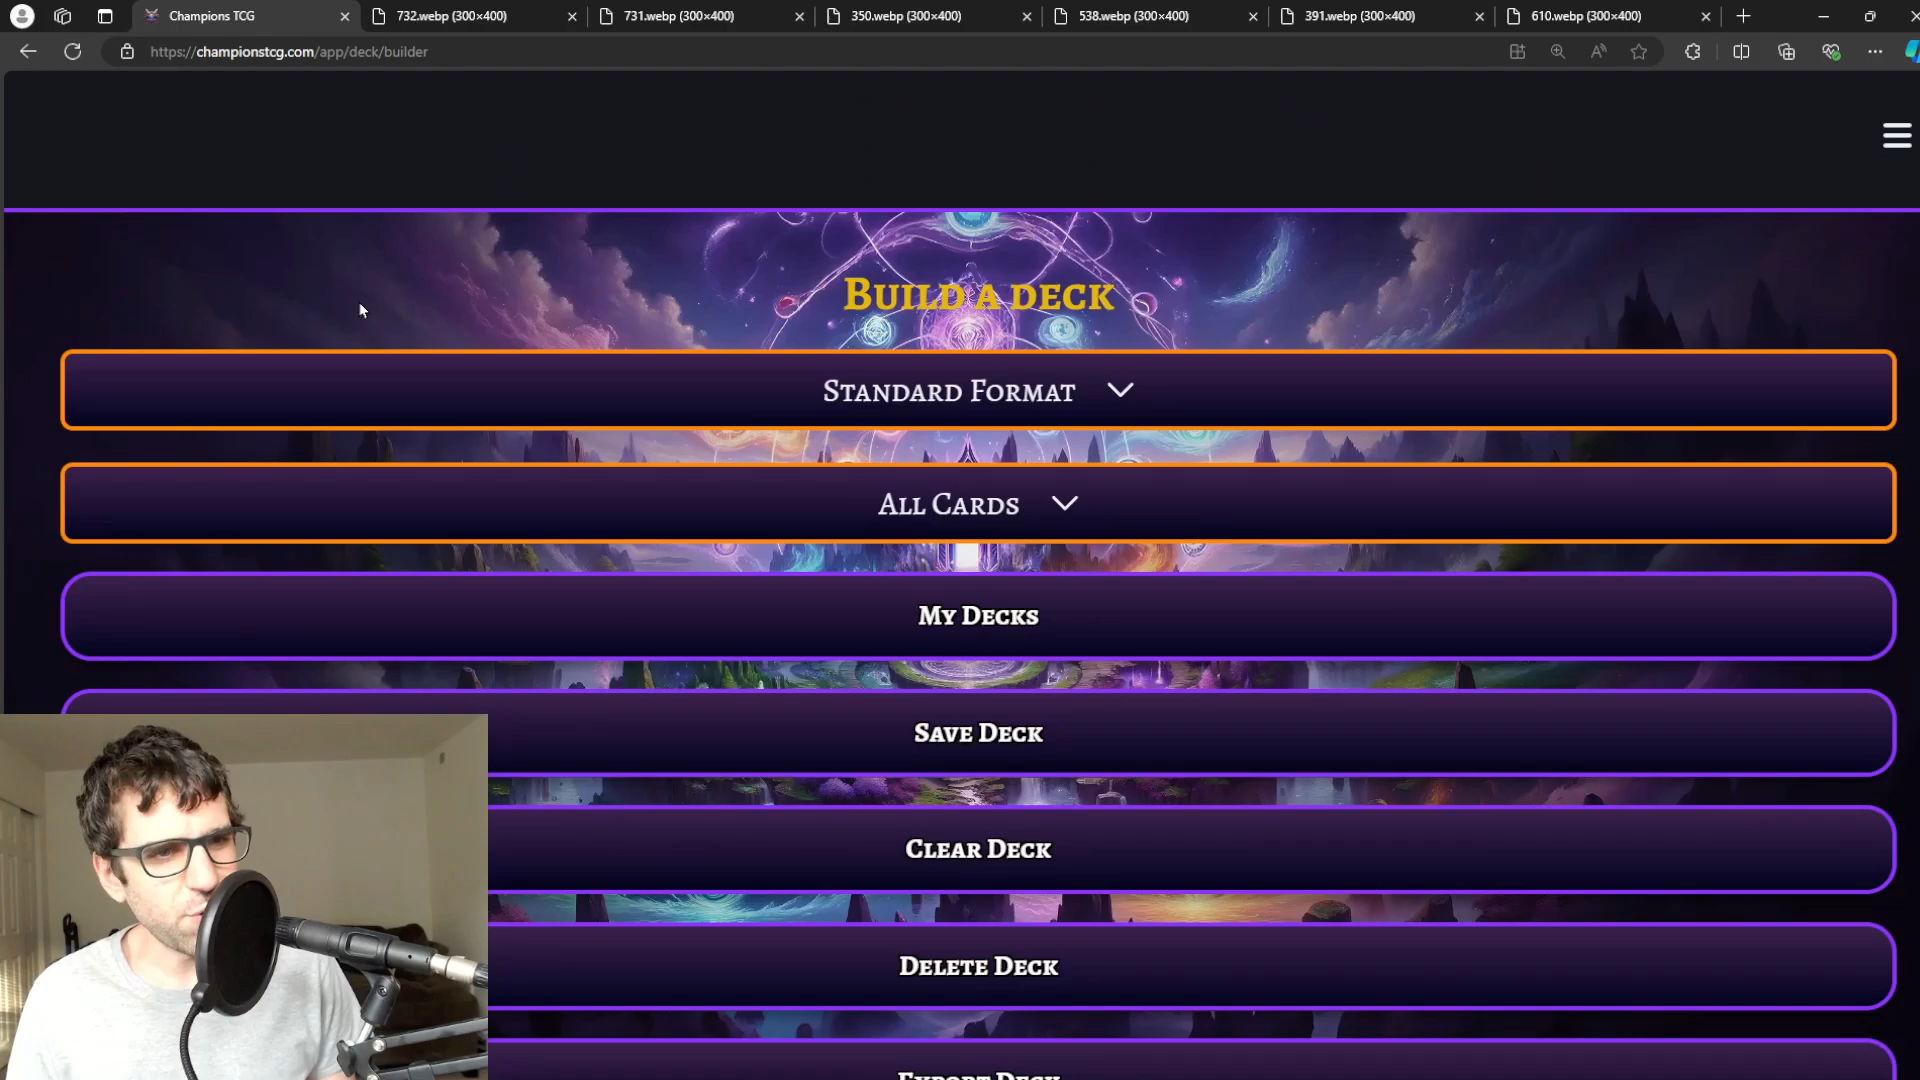 Champions TCG
732.webp (300×400)
731.webp (300×400)
350.webp (300×400)
538.webp (300×400)
391.webp (300×400)
610.webp (300×400)
https://championstcg.com/app/deck/builder
Build a deck
Standard Format
All Cards
My Decks
Save Deck
Clear Deck
Delete Deck
Export Deck